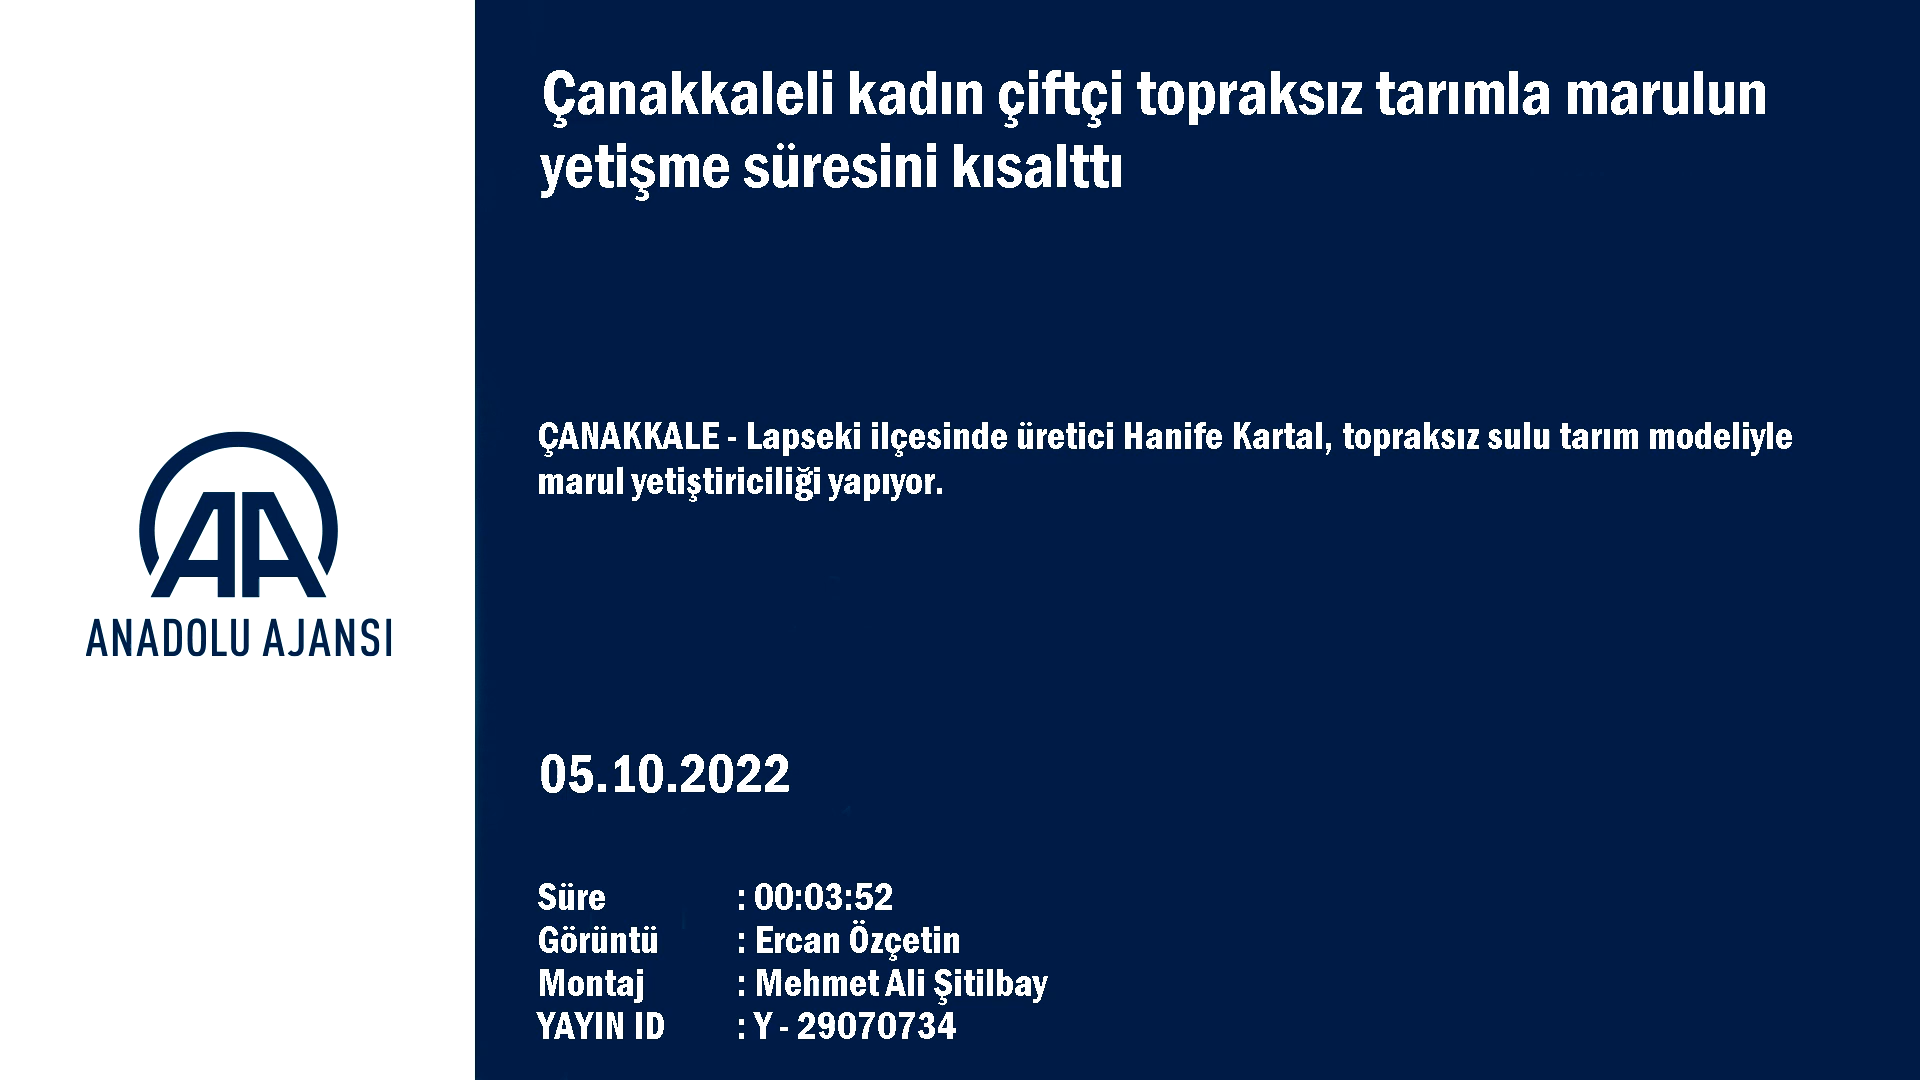 Çanakkaleli kadın çiftçi topraksız tarımla marulun
yetişme süresini kısalttı
ÇANAKKALE - Lapseki ilçesinde üretici Hanife Kartal, topraksız sulu tarım modeliyle
marul yetiştiriciliği yapıyor.
AA
ANADOLU AJANSI
05.10.2022
Süre : 00:03:52
Görüntü : Ercan Özçetin
Montaj : Mehmet Ali Şitilbay
YAYIN ID : Y - 29070734